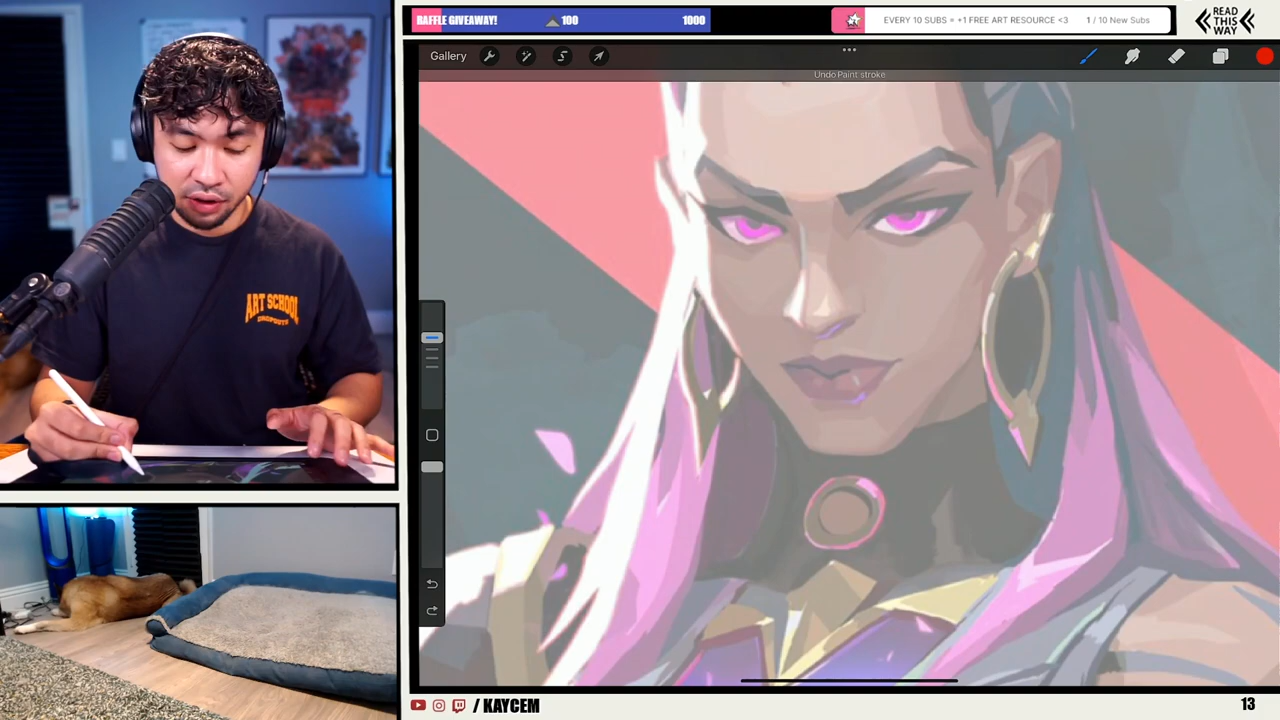 RAFFLE GIVEAWAY!
100
1000
EVERY 10 SUBS = +1 FREE ART RESOURCE <3
1 / 10 New Subs
READ
THIS
WAY
Gallery
Undo Paint stroke
ART SCHOOL
DROPOUTS
/ KAYCEM
13